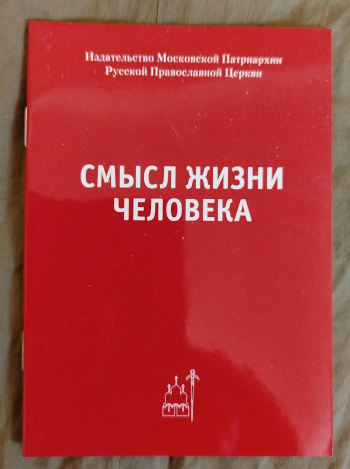 Издательство Московской Патриархии
Русской Православной Церкви
СМЫСЛ ЖИЗНИ
ЧЕЛОВЕКА